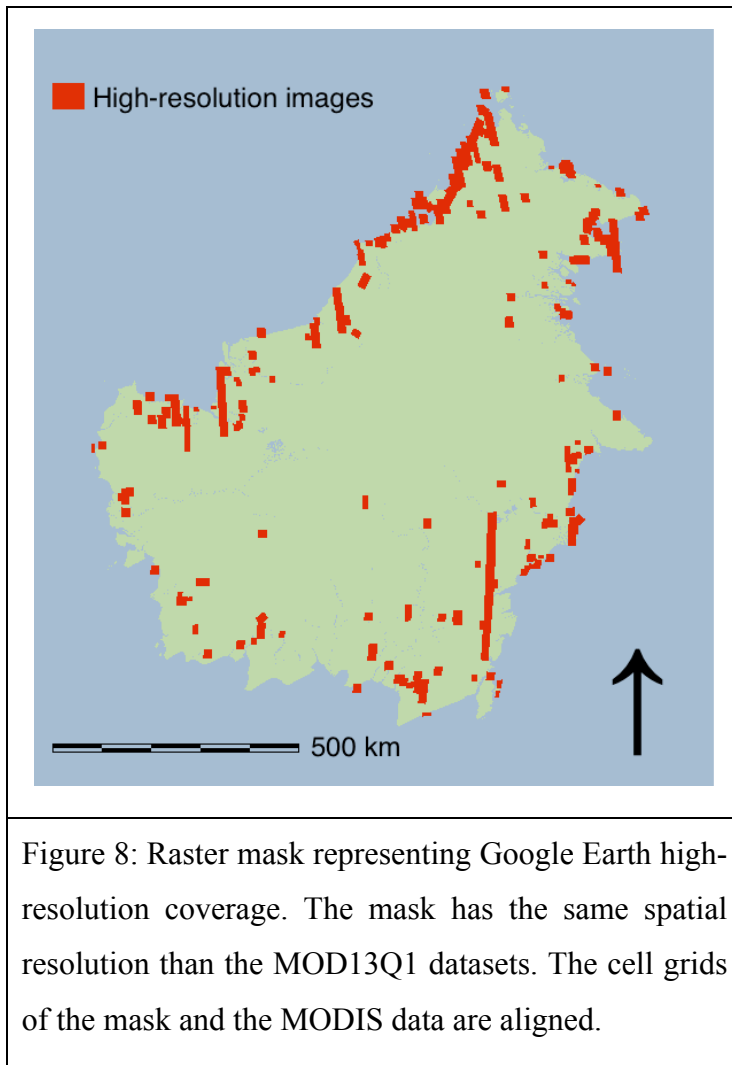 High-resolution images
500 km
Figure 8: Raster mask representing Google Earth high-
resolution coverage. The mask has the same spatial
resolution than the MOD13Q1 datasets. The cell grids
of the mask and the MODIS data are aligned.